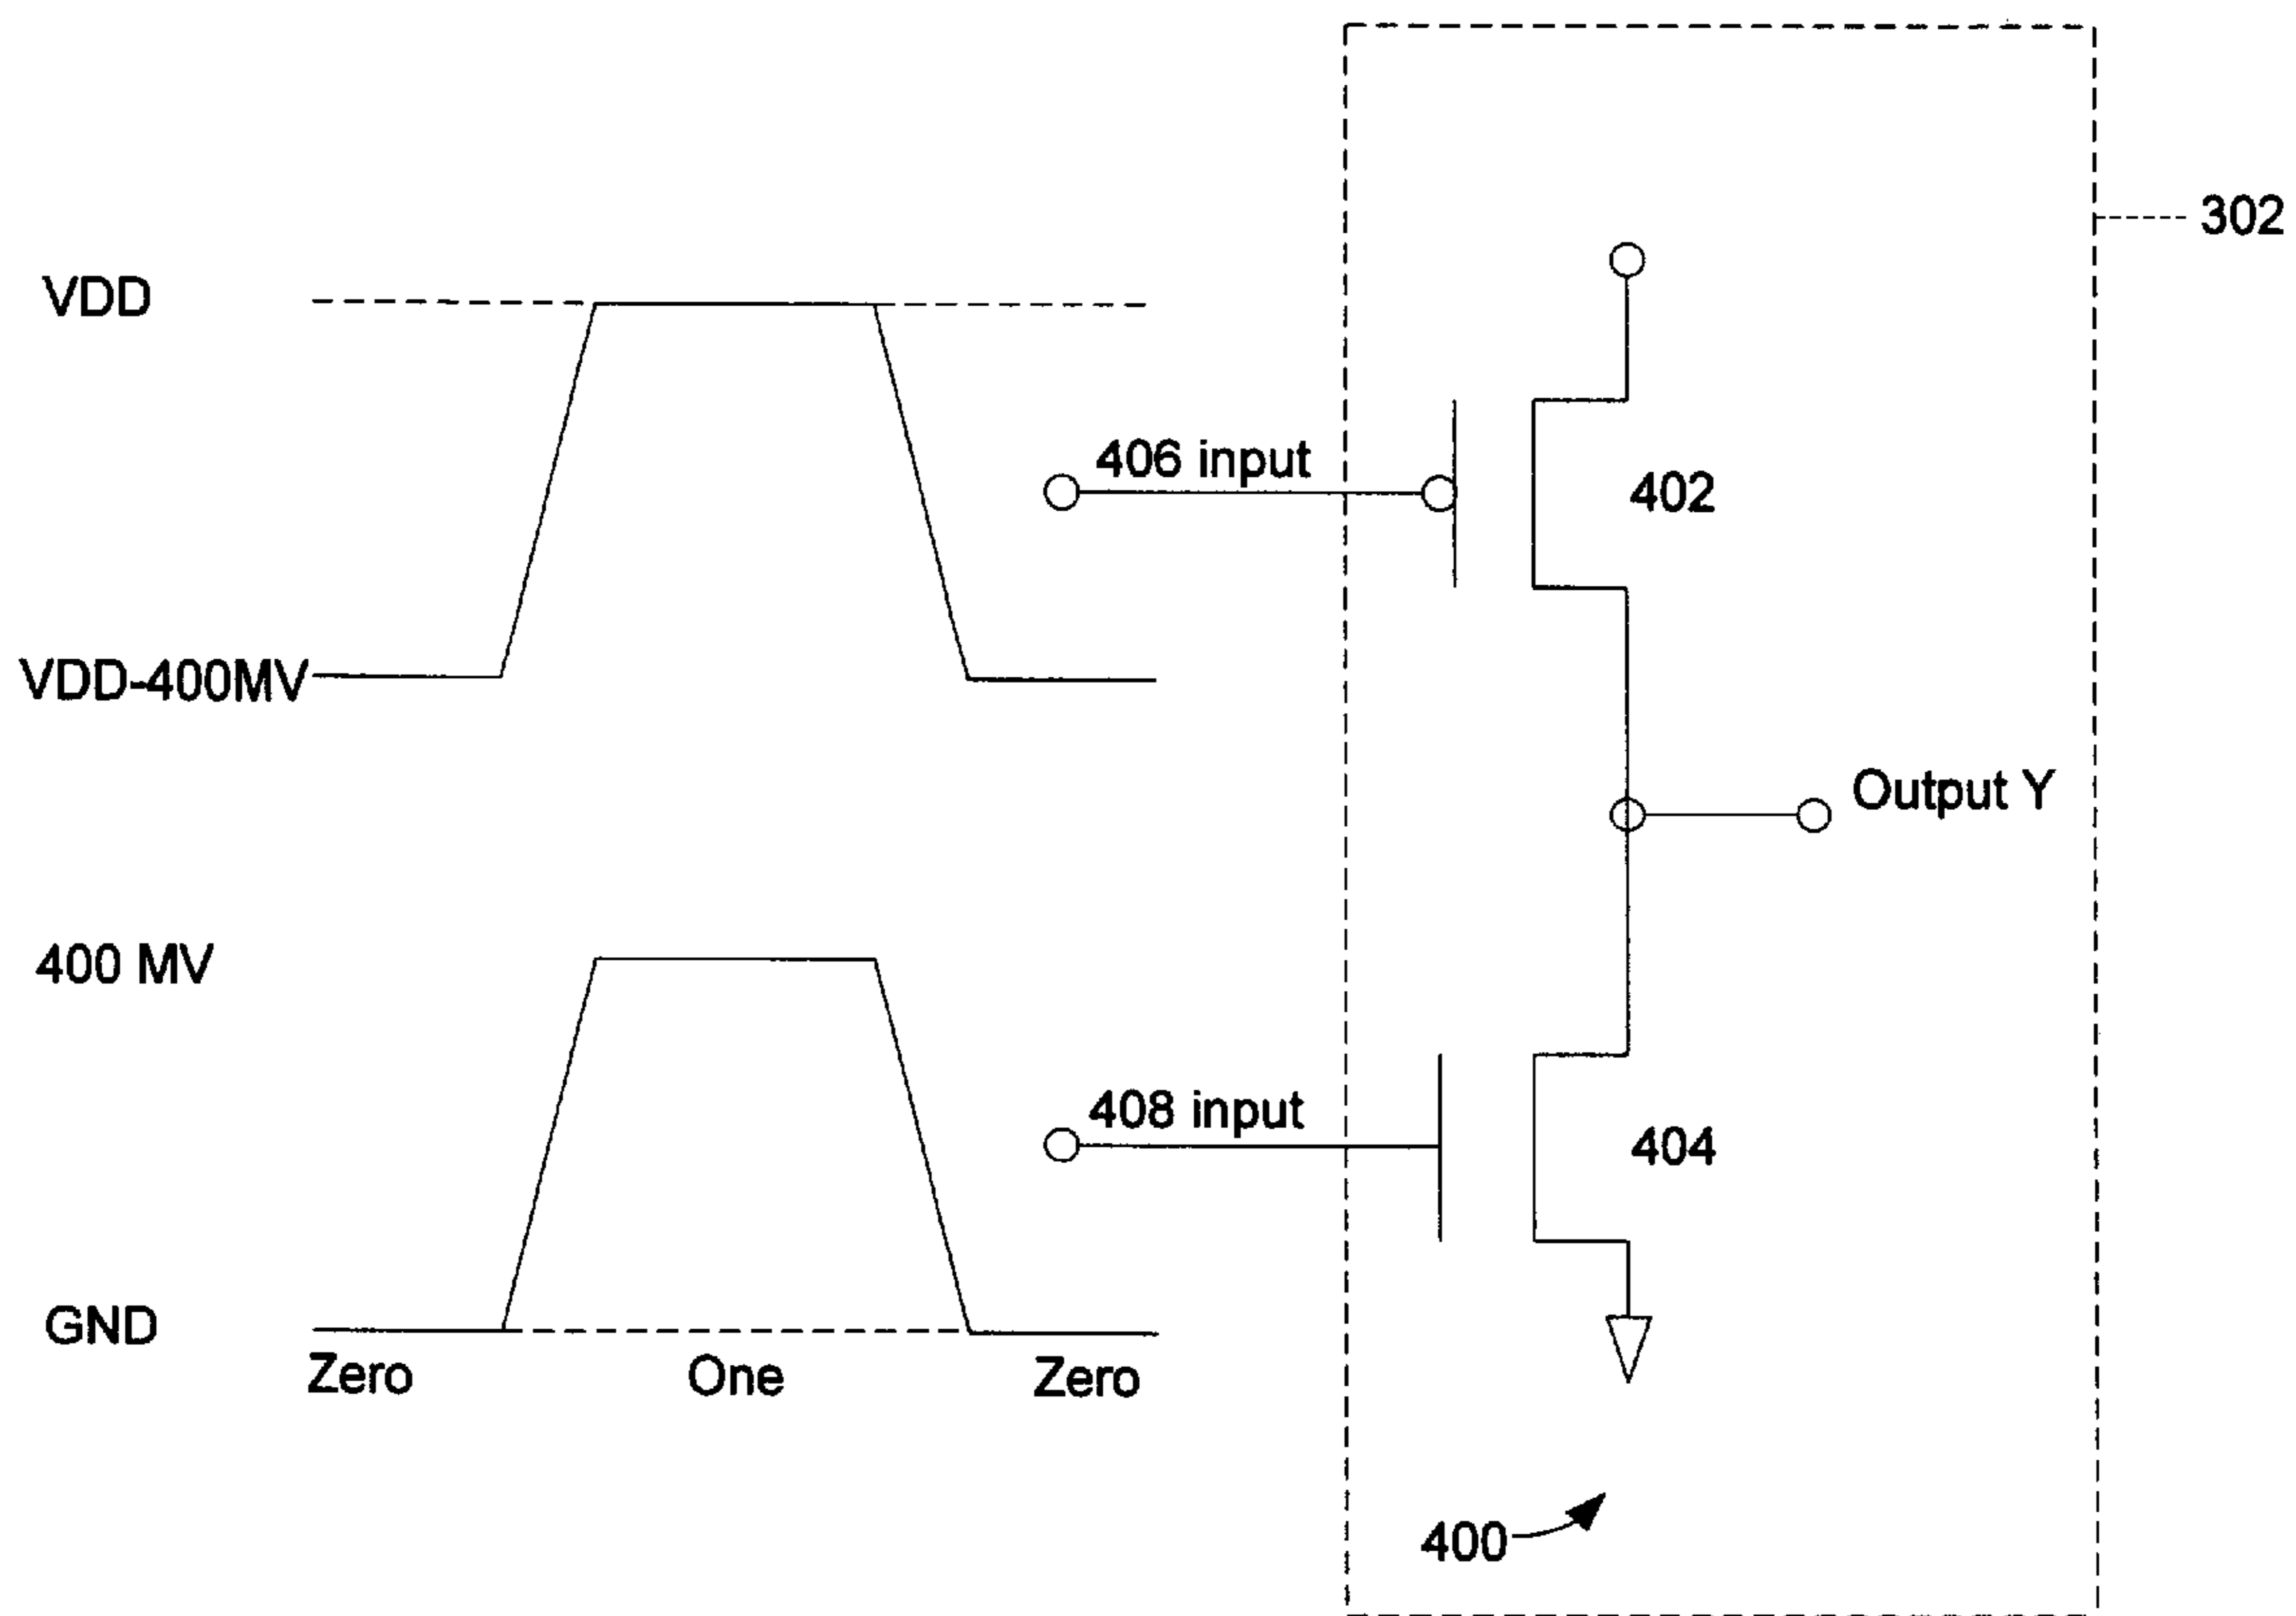 302
VDD
406 input
402
VDD-400MV
Output Y
400 MV
408 input
404
GND
Zero
One
Zero
400